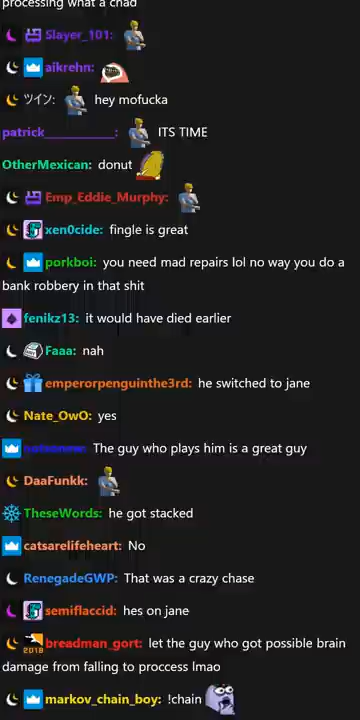 processing what a chad
Slayer_101:
aikrehn:
ツイン: hey mofucka
patrick____________: ITS TIME
OtherMexican: donut
Emp_Eddie_Murphy:
xen0cide: fingle is great
porkboi: you need mad repairs lol no way you do a
bank robbery in that shit
fenikz13: it would have died earlier
Faaa: nah
emperorpenguinthe3rd: he switched to jane
Nate_OwO: yes
The guy who plays him is a great guy
DaaFunkk:
TheseWords: he got stacked
catsarelifeheart: No
RenegadeGWP: That was a crazy chase
semiflaccid: hes on jane
2018 breadman_gort: let the guy who got possible brain
damage from falling to proccess lmao
markov_chain_boy: !chain